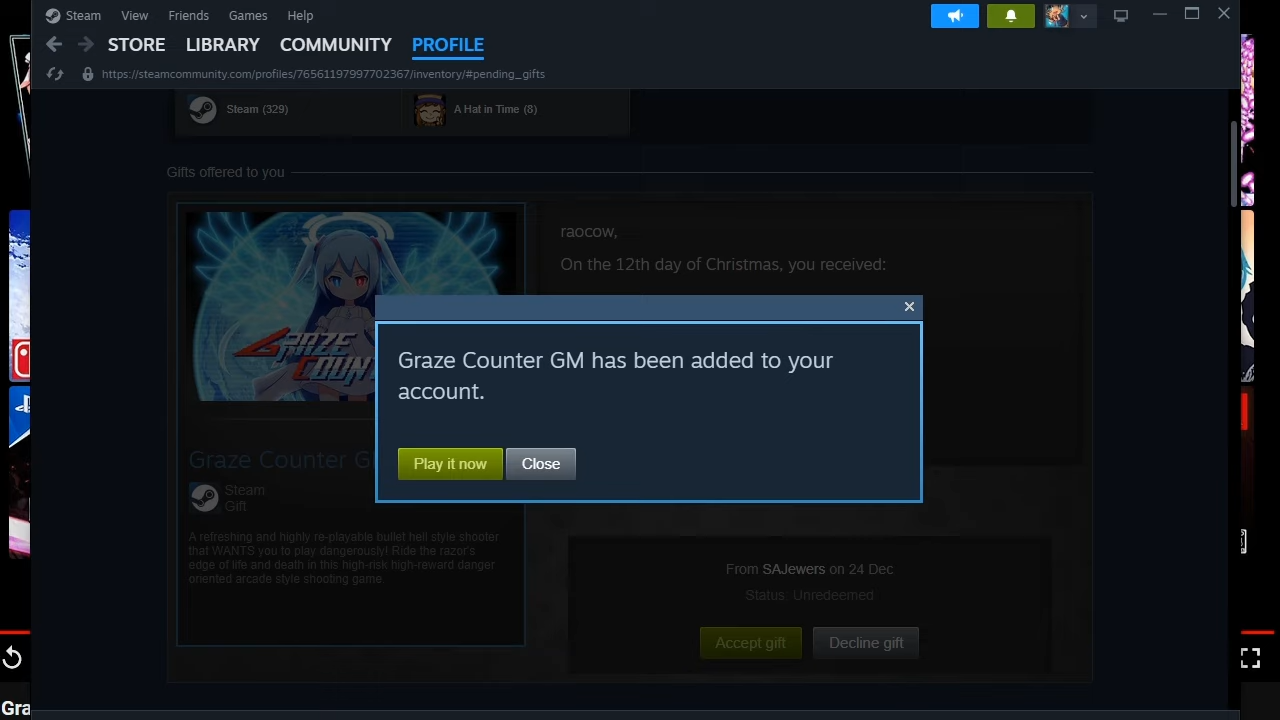 Steam View Friends Games Help
STORE LIBRARY COMMUNITY PROFILE
https://steamcommunity.com/profiles/76561197997702367/inventory/#pending_gifts
Steam (329)
A Hat in Time (8)
Gifts offered to you
raocow,
On the 12th day of Christmas, you received:
Graze Counter GM has been added to your
account.
Play it now
Close
Graze Counter G
Steam
Gift
A refreshing and highly re-playable bullet hell style shooter
that WANTS you to play dangerously! Ride the razor's
edge of life and death in this high-risk high-reward danger
oriented arcade style shooting game.
From SAJewers on 24 Dec
Status: Unredeemed
Accept gift
Decline gift
Gra